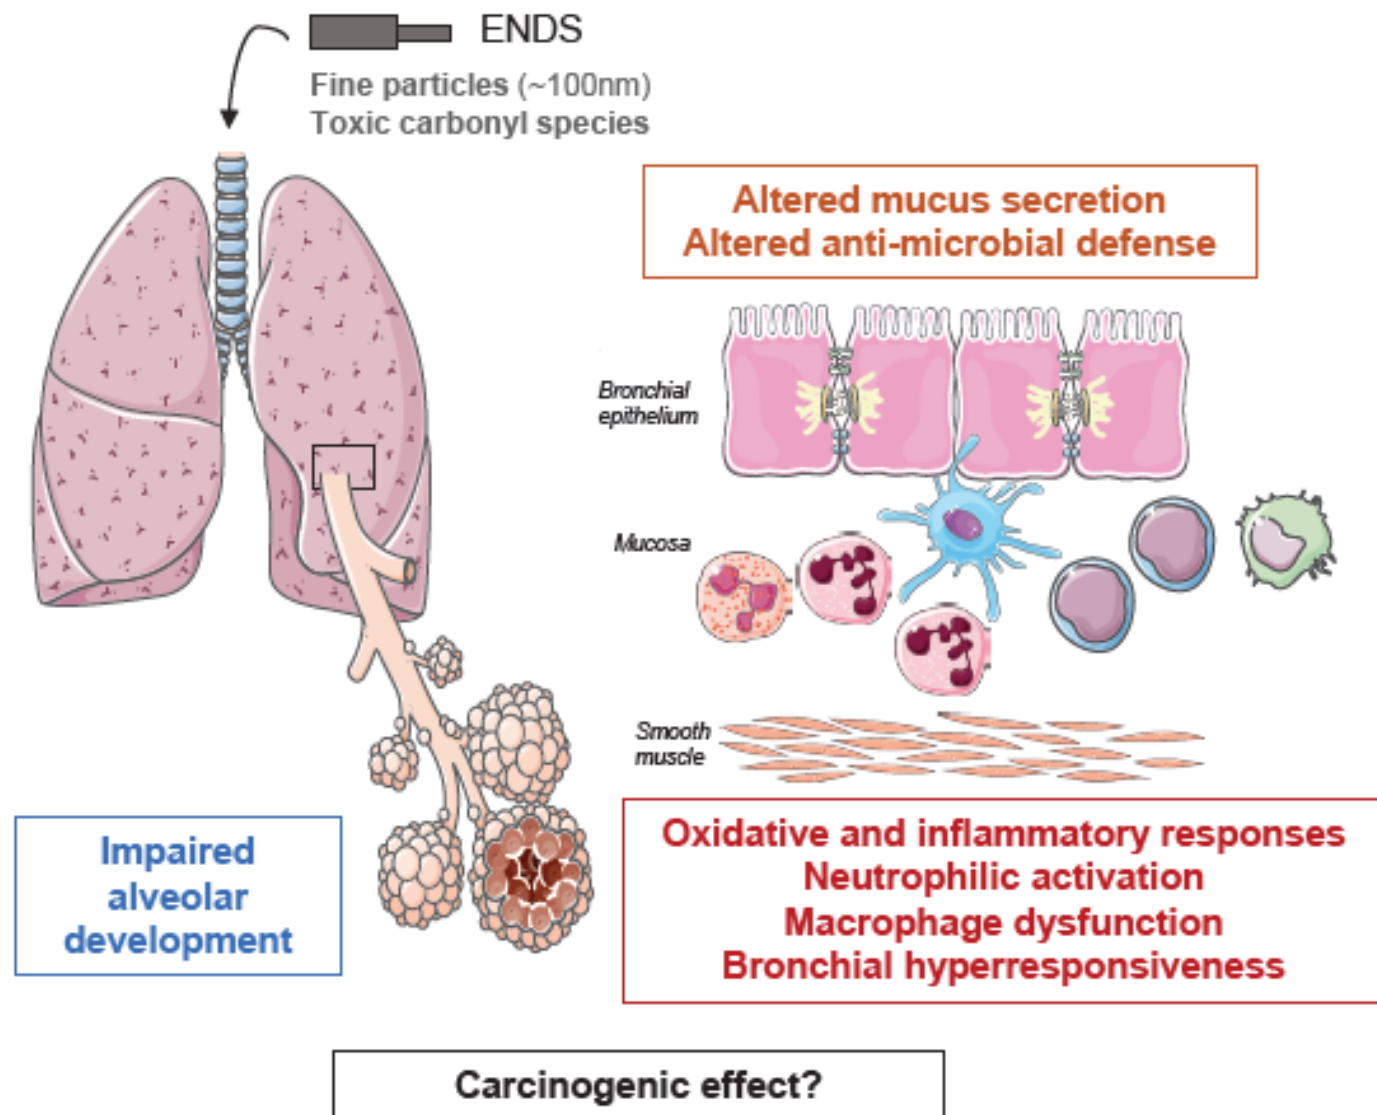 ENDS
Fine particles (~100nm)
Toxic carbonyl species
Altered mucus secretion
Altered anti-microbial defense
Bronchial
epithelium
Mucosa
Smooth
muscle
Impaired
alveolar
development
Oxidative and inflammatory responses
Neutrophilic activation
Macrophage dysfunction
Bronchial hyperresponsiveness
Carcinogenic effect?